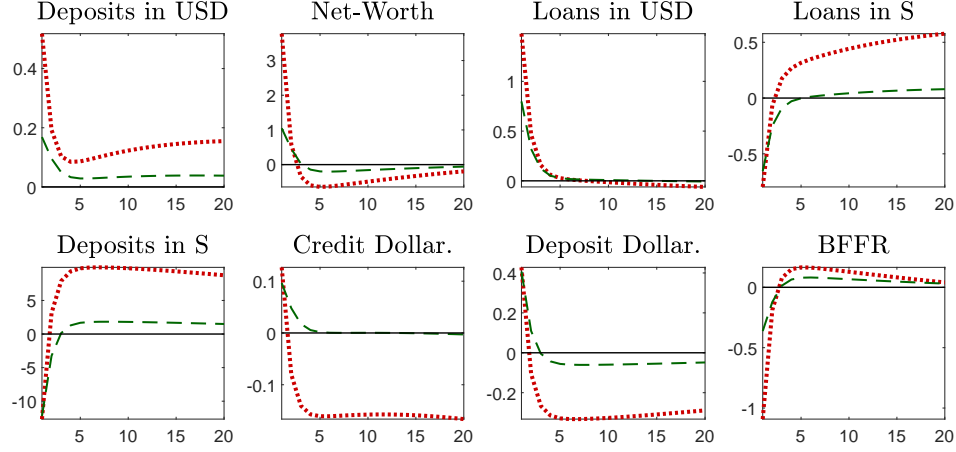 Deposits in USD
0.4
0.2
0
5 10 15 20
Net-Worth
3
2
1
0
5 10 15 20
Loans in USD
1
0.5
0
5 10 15 20
Loans in S
0.5
0
-0.5
5 10 15 20
Deposits in S
5
0
-5
-10
5 10 15 20
Credit Dollar.
0.1
0
-0.1
5 10 15 20
Deposit Dollar.
0.4
0.2
0
-0.2
5 10 15 20
BFFR
0
-0.5
-1
5 10 15 20